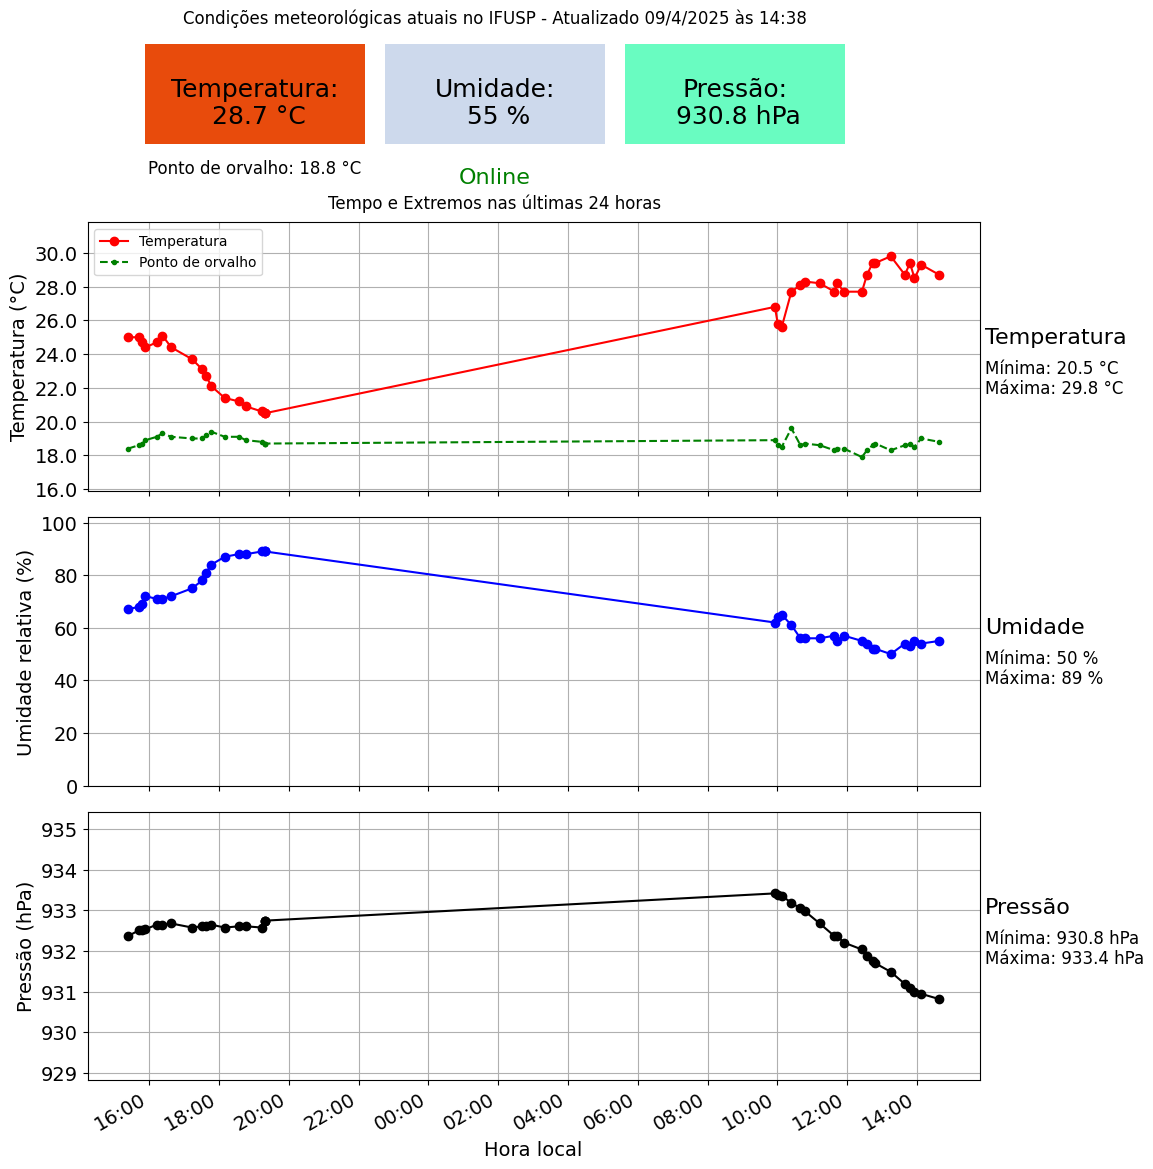 Condições meteorológicas atuais no IFUSP - Atualizado 09/4/2025 às 14:38
Temperatura:
28.7 °C
Umidade:
55 %
Pressão:
930.8 hPa
Ponto de orvalho: 18.8 °C
Online
Tempo e Extremos nas últimas 24 horas
Temperatura
Ponto de orvalho
Temperatura (°C)
30.0
28.0
26.0
24.0
22.0
20.0
18.0
16.0
Temperatura
Mínima: 20.5 °C
Máxima: 29.8 °C
Umidade relativa (%)
100
80
60
40
20
0
Umidade
Mínima: 50 %
Máxima: 89 %
Pressão (hPa)
935
934
933
932
931
930
929
Pressão
Mínima: 930.8 hPa
Máxima: 933.4 hPa
16:00 18:00 20:00 22:00 00:00 02:00 04:00 06:00 08:00 10:00 12:00 14:00
Hora local